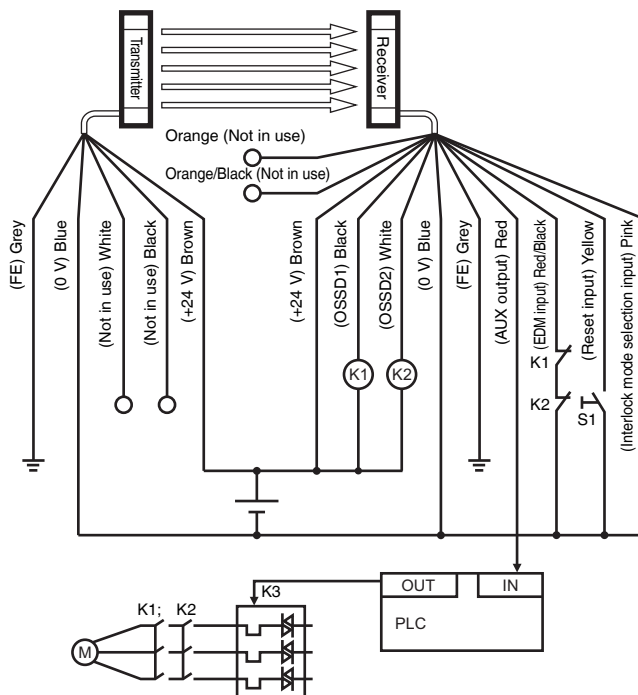 Transmitter
Receiver
Orange (Not in use)
Orange/Black (Not in use)
(FE) Grey
(0 V) Blue
(Not in use) White
(Not in use) Black
(+24 V) Brown
(+24 V) Brown
(OSSD1) Black
(OSSD2) White
(0 V) Blue
(FE) Grey
(AUX output) Red
(EDM input) Red/Black
(Reset input) Yellow
(Interlock mode selection input) Pink
K1
K2
K1
K2
S1
K3
OUT
IN
PLC
K1;
K2
M